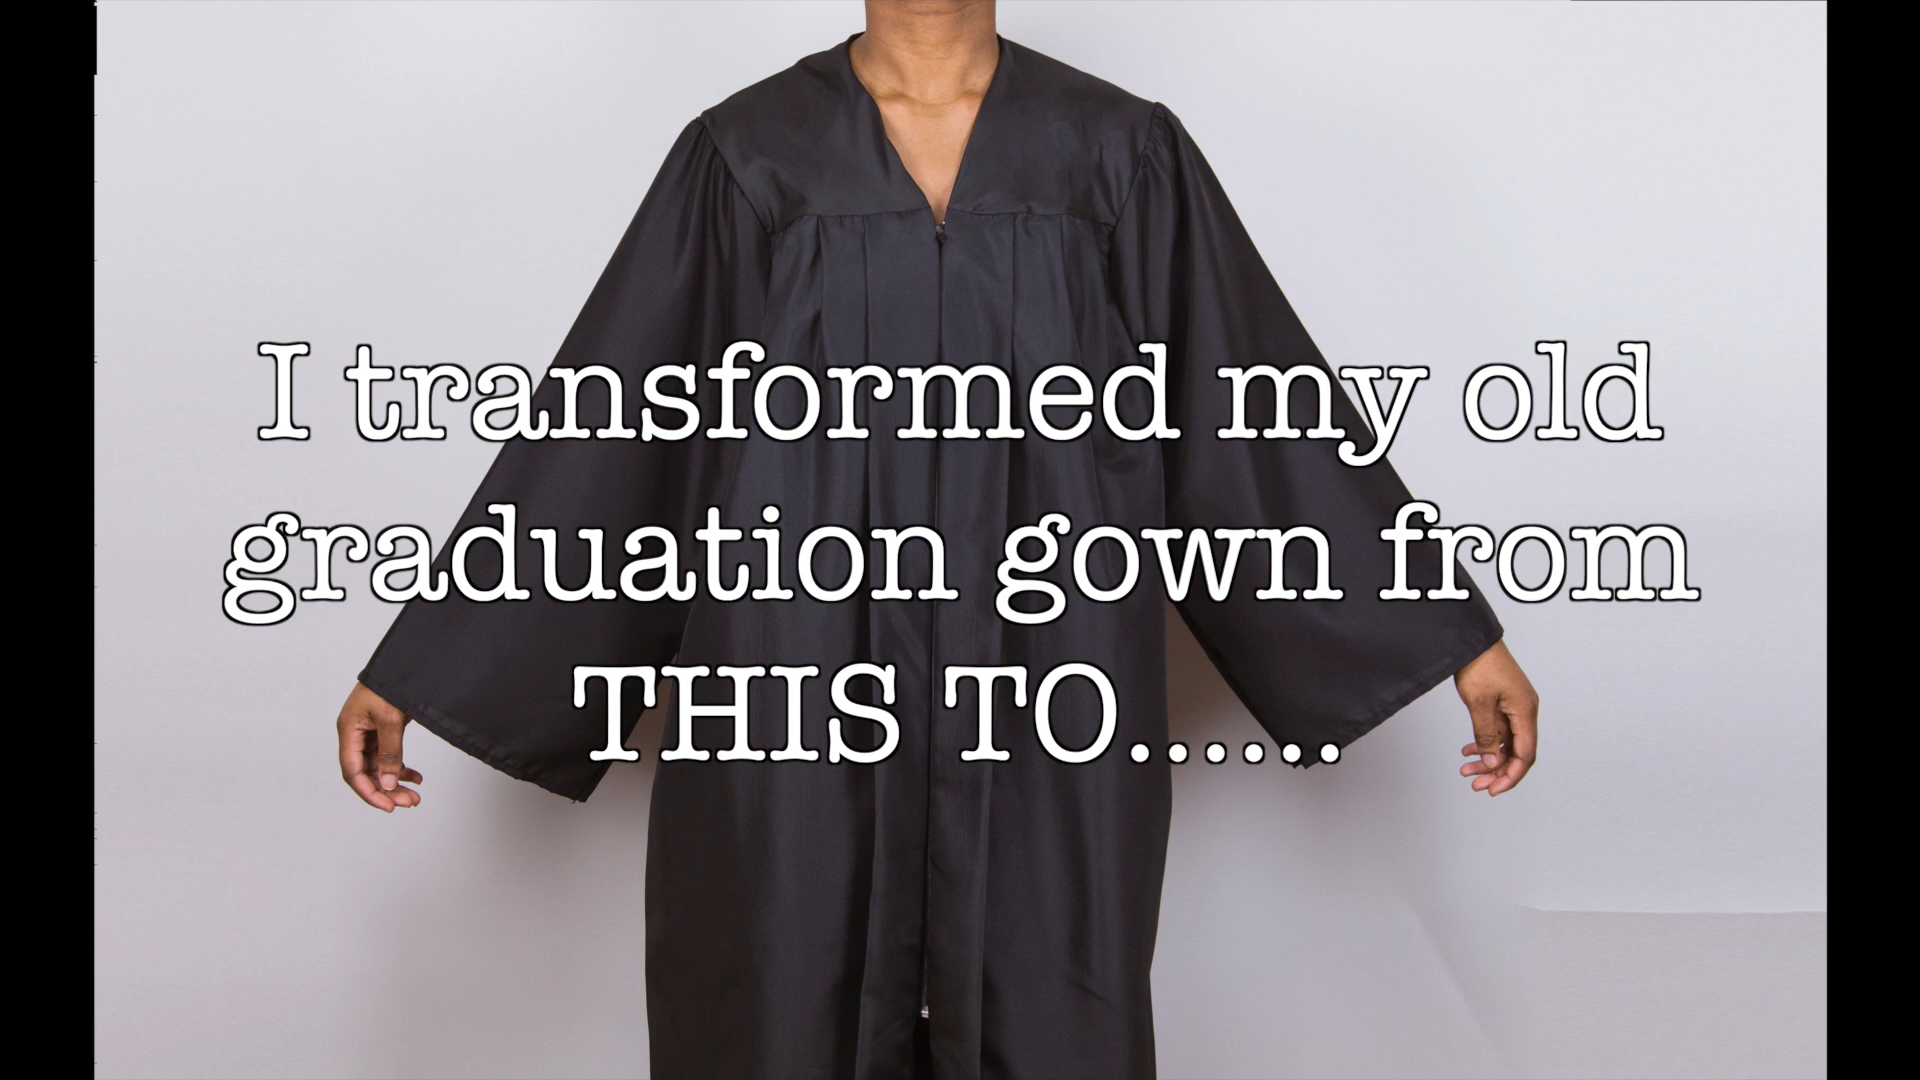 I transformed my old
graduation gown from
THIS TO......